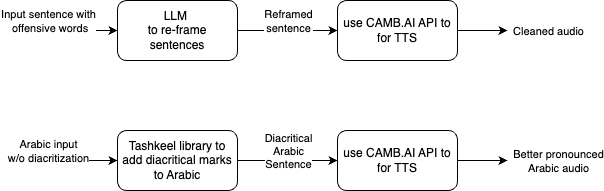 Input sentence with
offensive words
LLM
to re-frame
sentences
Reframed
sentence
use CAMB.AI API to
for TTS
Cleaned audio
Arabic input
w/o diacritization
Tashkeel library to
add diacritical marks
to Arabic
Diacritical
Arabic
Sentence
use CAMB.AI API to
for TTS
Better pronounced
Arabic audio